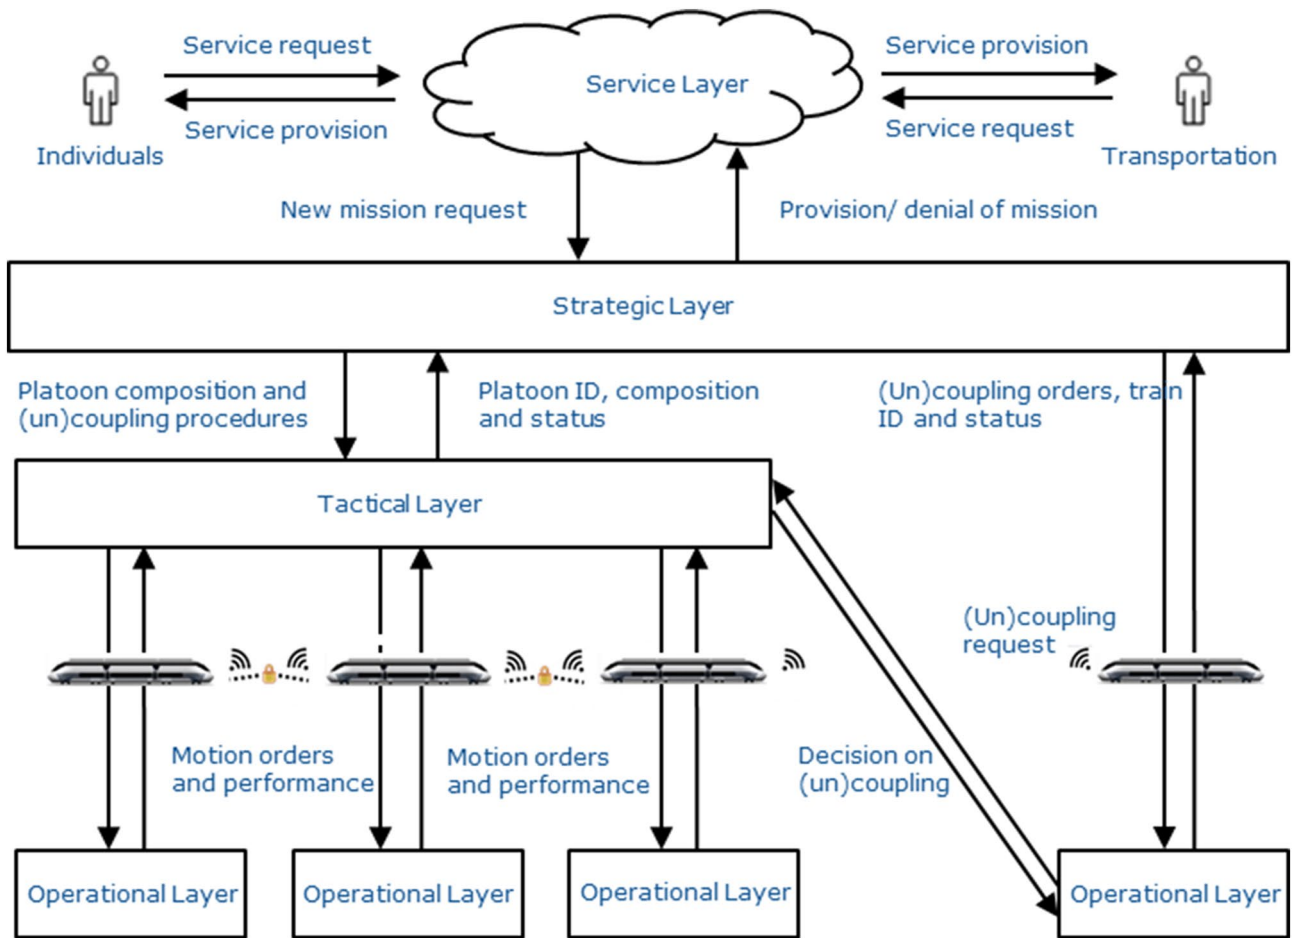 Service request
Service provision
Individuals
Service Layer
Service provision
Service request
Transportation
New mission request
Provision/ denial of mission
Strategic Layer
Platoon composition and
(un)coupling procedures
Platoon ID, composition
and status
(Un)coupling orders, train
ID and status
Tactical Layer
(Un)coupling
request
Motion orders
and performance
Motion orders
and performance
Decision on
(un)coupling
Operational Layer
Operational Layer
Operational Layer
Operational Layer